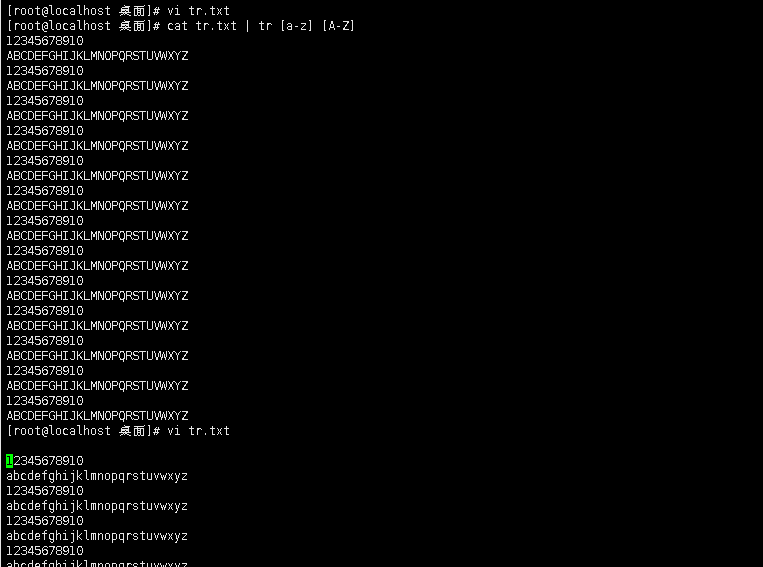 [root@localhost 桌面]# vi tr.txt
[root@localhost 桌面]# cat tr.txt | tr [a-z] [A-Z]
12345678910
ABCDEFGHIJKLMNOPQRSTUVWXYZ
12345678910
ABCDEFGHIJKLMNOPQRSTUVWXYZ
12345678910
ABCDEFGHIJKLMNOPQRSTUVWXYZ
12345678910
ABCDEFGHIJKLMNOPQRSTUVWXYZ
12345678910
ABCDEFGHIJKLMNOPQRSTUVWXYZ
12345678910
ABCDEFGHIJKLMNOPQRSTUVWXYZ
12345678910
ABCDEFGHIJKLMNOPQRSTUVWXYZ
12345678910
ABCDEFGHIJKLMNOPQRSTUVWXYZ
12345678910
ABCDEFGHIJKLMNOPQRSTUVWXYZ
12345678910
ABCDEFGHIJKLMNOPQRSTUVWXYZ
12345678910
ABCDEFGHIJKLMNOPQRSTUVWXYZ
12345678910
ABCDEFGHIJKLMNOPQRSTUVWXYZ
12345678910
ABCDEFGHIJKLMNOPQRSTUVWXYZ
[root@localhost 桌面]# vi tr.txt
12345678910
abcdefghijklmnopqrstuvwxyz
12345678910
abcdefghijklmnopqrstuvwxyz
12345678910
abcdefghijklmnopqrstuvwxyz
12345678910
abcdefghijklmnopqrstuvwxyz